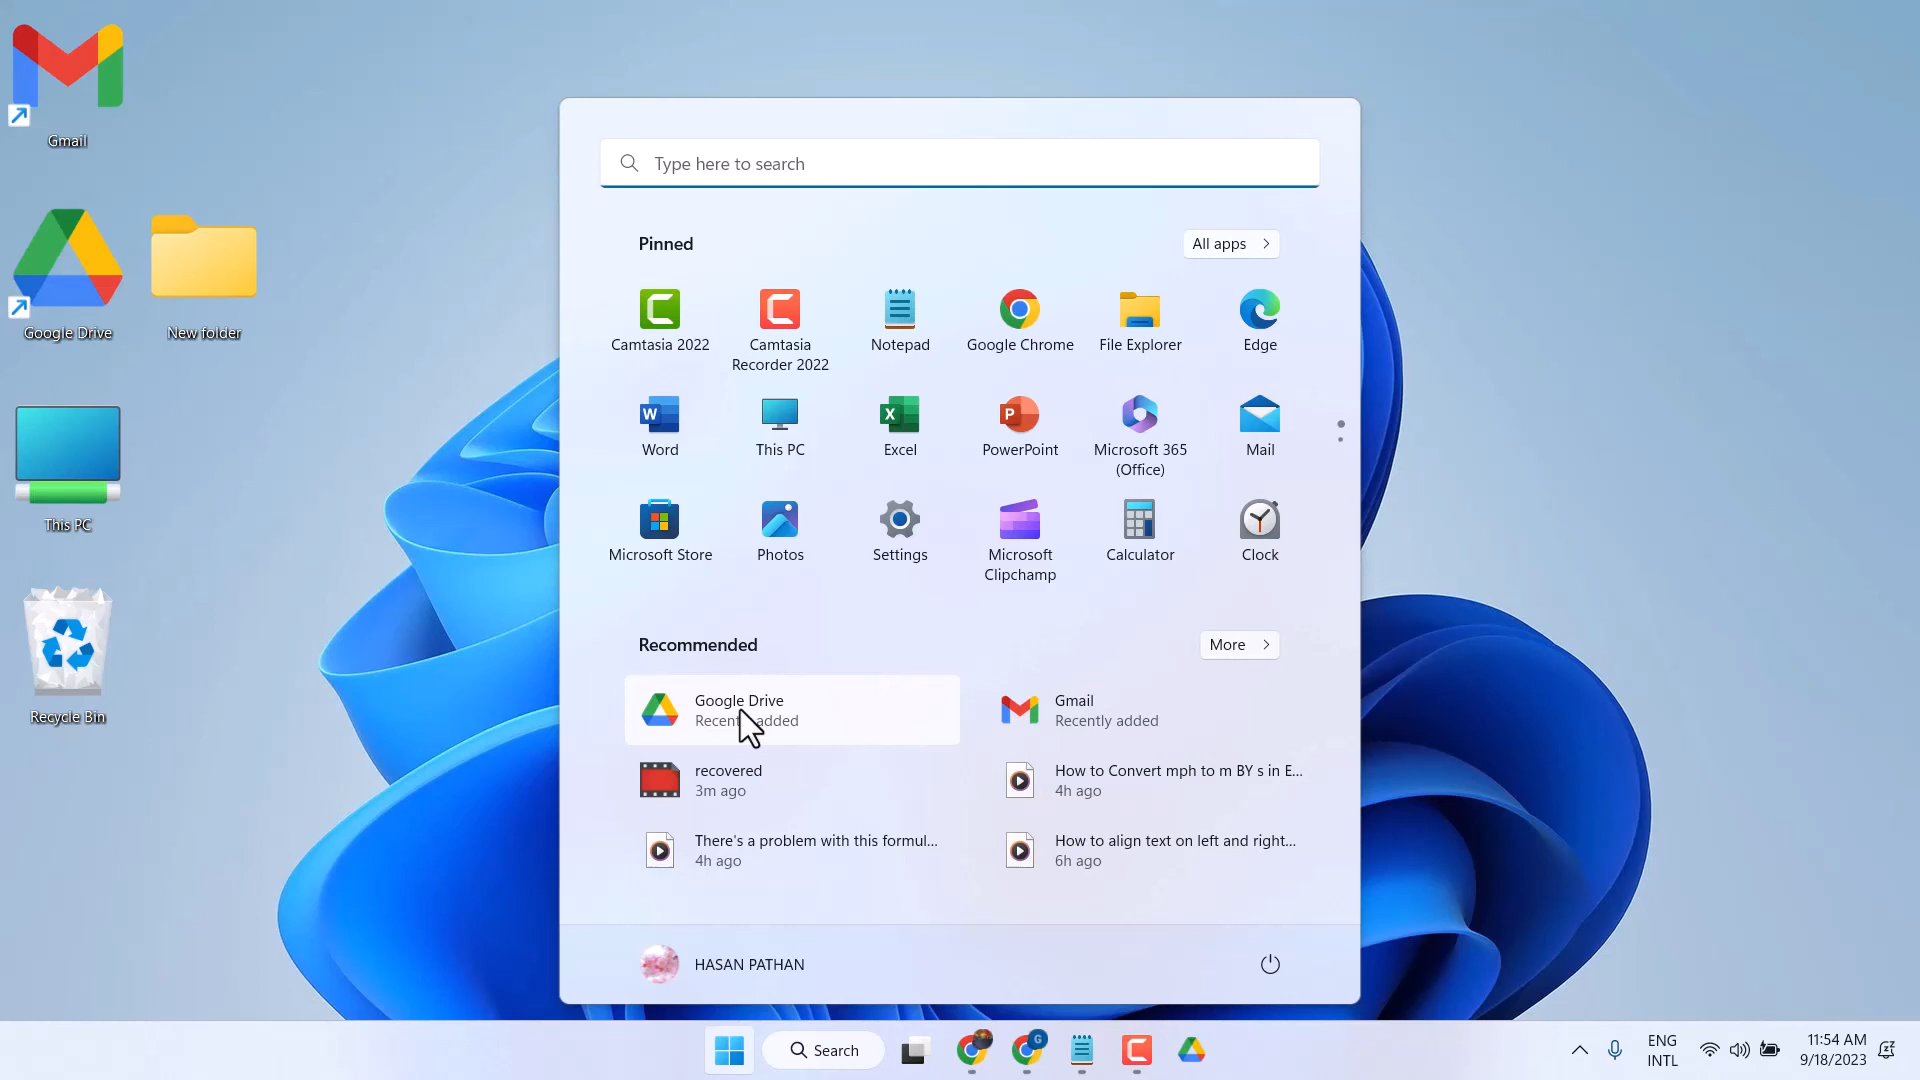 Gmail
Google Drive
New folder
This PC
Recycle Bin
Type here to search
Pinned
All apps
Camtasia 2022
Camtasia
Recorder 2022
Notepad
Google Chrome
File Explorer
Edge
Word
This PC
Excel
PowerPoint
Microsoft 365
(Office)
Mail
Microsoft Store
Photos
Settings
Microsoft
Clipchamp
Calculator
Clock
Recommended
More
Google Drive
Recently added
Gmail
Recently added
recovered
3m ago
How to Convert mph to m BY s in E...
4h ago
There's a problem with this formul...
4h ago
How to align text on left and right...
6h ago
HASAN PATHAN
Search
ENG
INTL
11:54 AM
9/18/2023